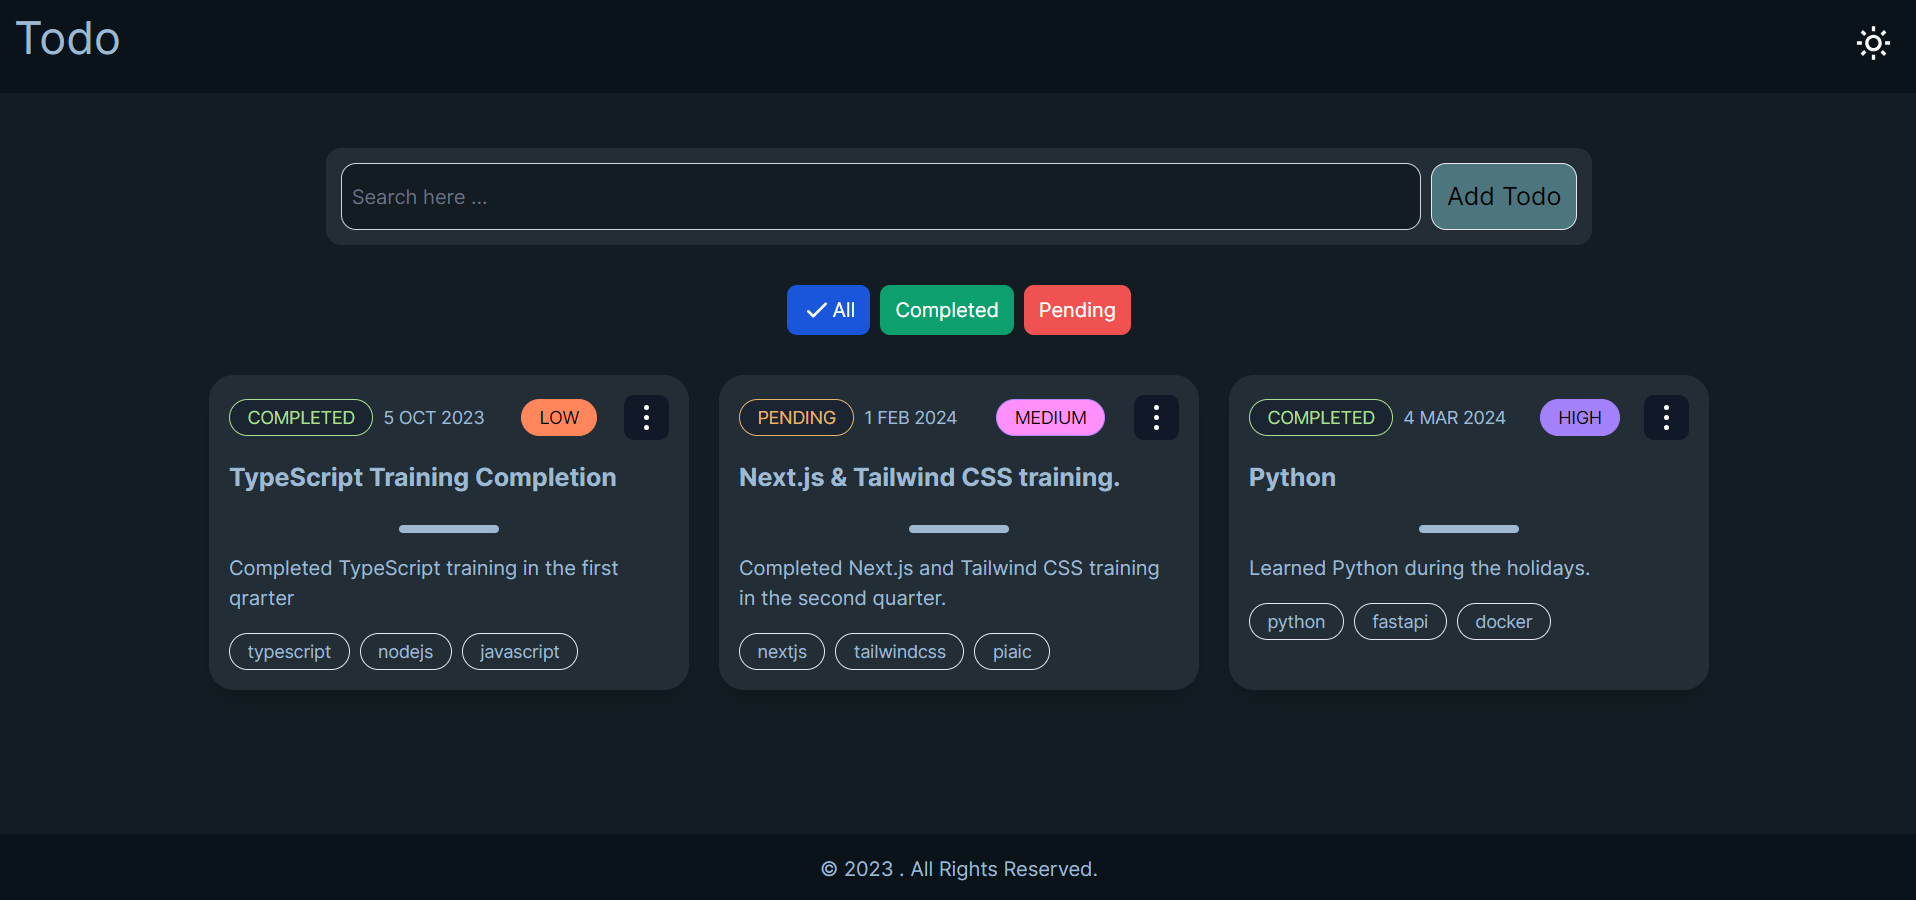 Todo
Search here ...
Add Todo
All
Completed
Pending
COMPLETED 5 OCT 2023 LOW
TypeScript Training Completion
Completed TypeScript training in the first
qrarter
typescript nodejs javascript
PENDING 1 FEB 2024 MEDIUM
Next.js & Tailwind CSS training.
Completed Next.js and Tailwind CSS training
in the second quarter.
nextjs tailwindcss piaic
COMPLETED 4 MAR 2024 HIGH
Python
Learned Python during the holidays.
python fastapi docker
© 2023 . All Rights Reserved.